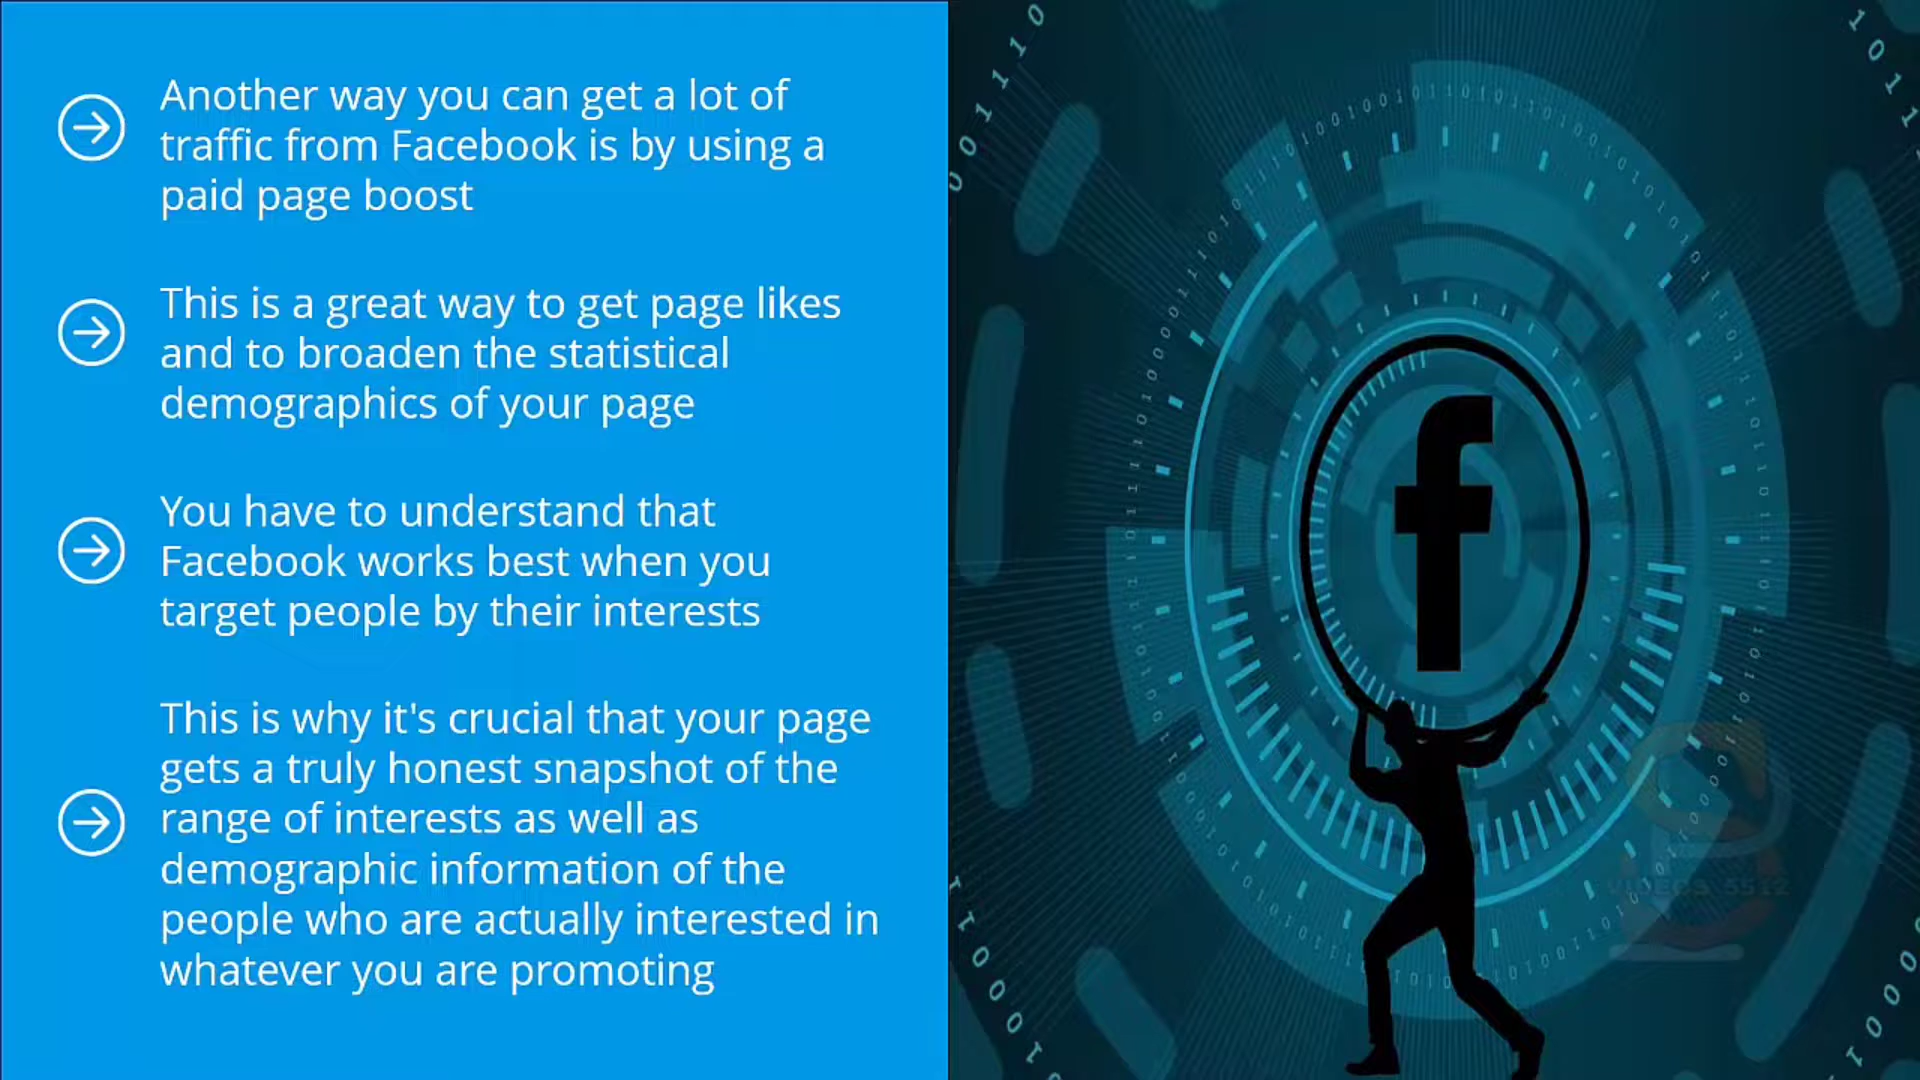 Another way you can get a lot of
traffic from Facebook is by using a
paid page boost
This is a great way to get page likes
and to broaden the statistical
demographics of your page
You have to understand that
Facebook works best when you
target people by their interests
This is why it's crucial that your page
gets a truly honest snapshot of the
range of interests as well as
demographic information of the
people who are actually interested in
whatever you are promoting
f